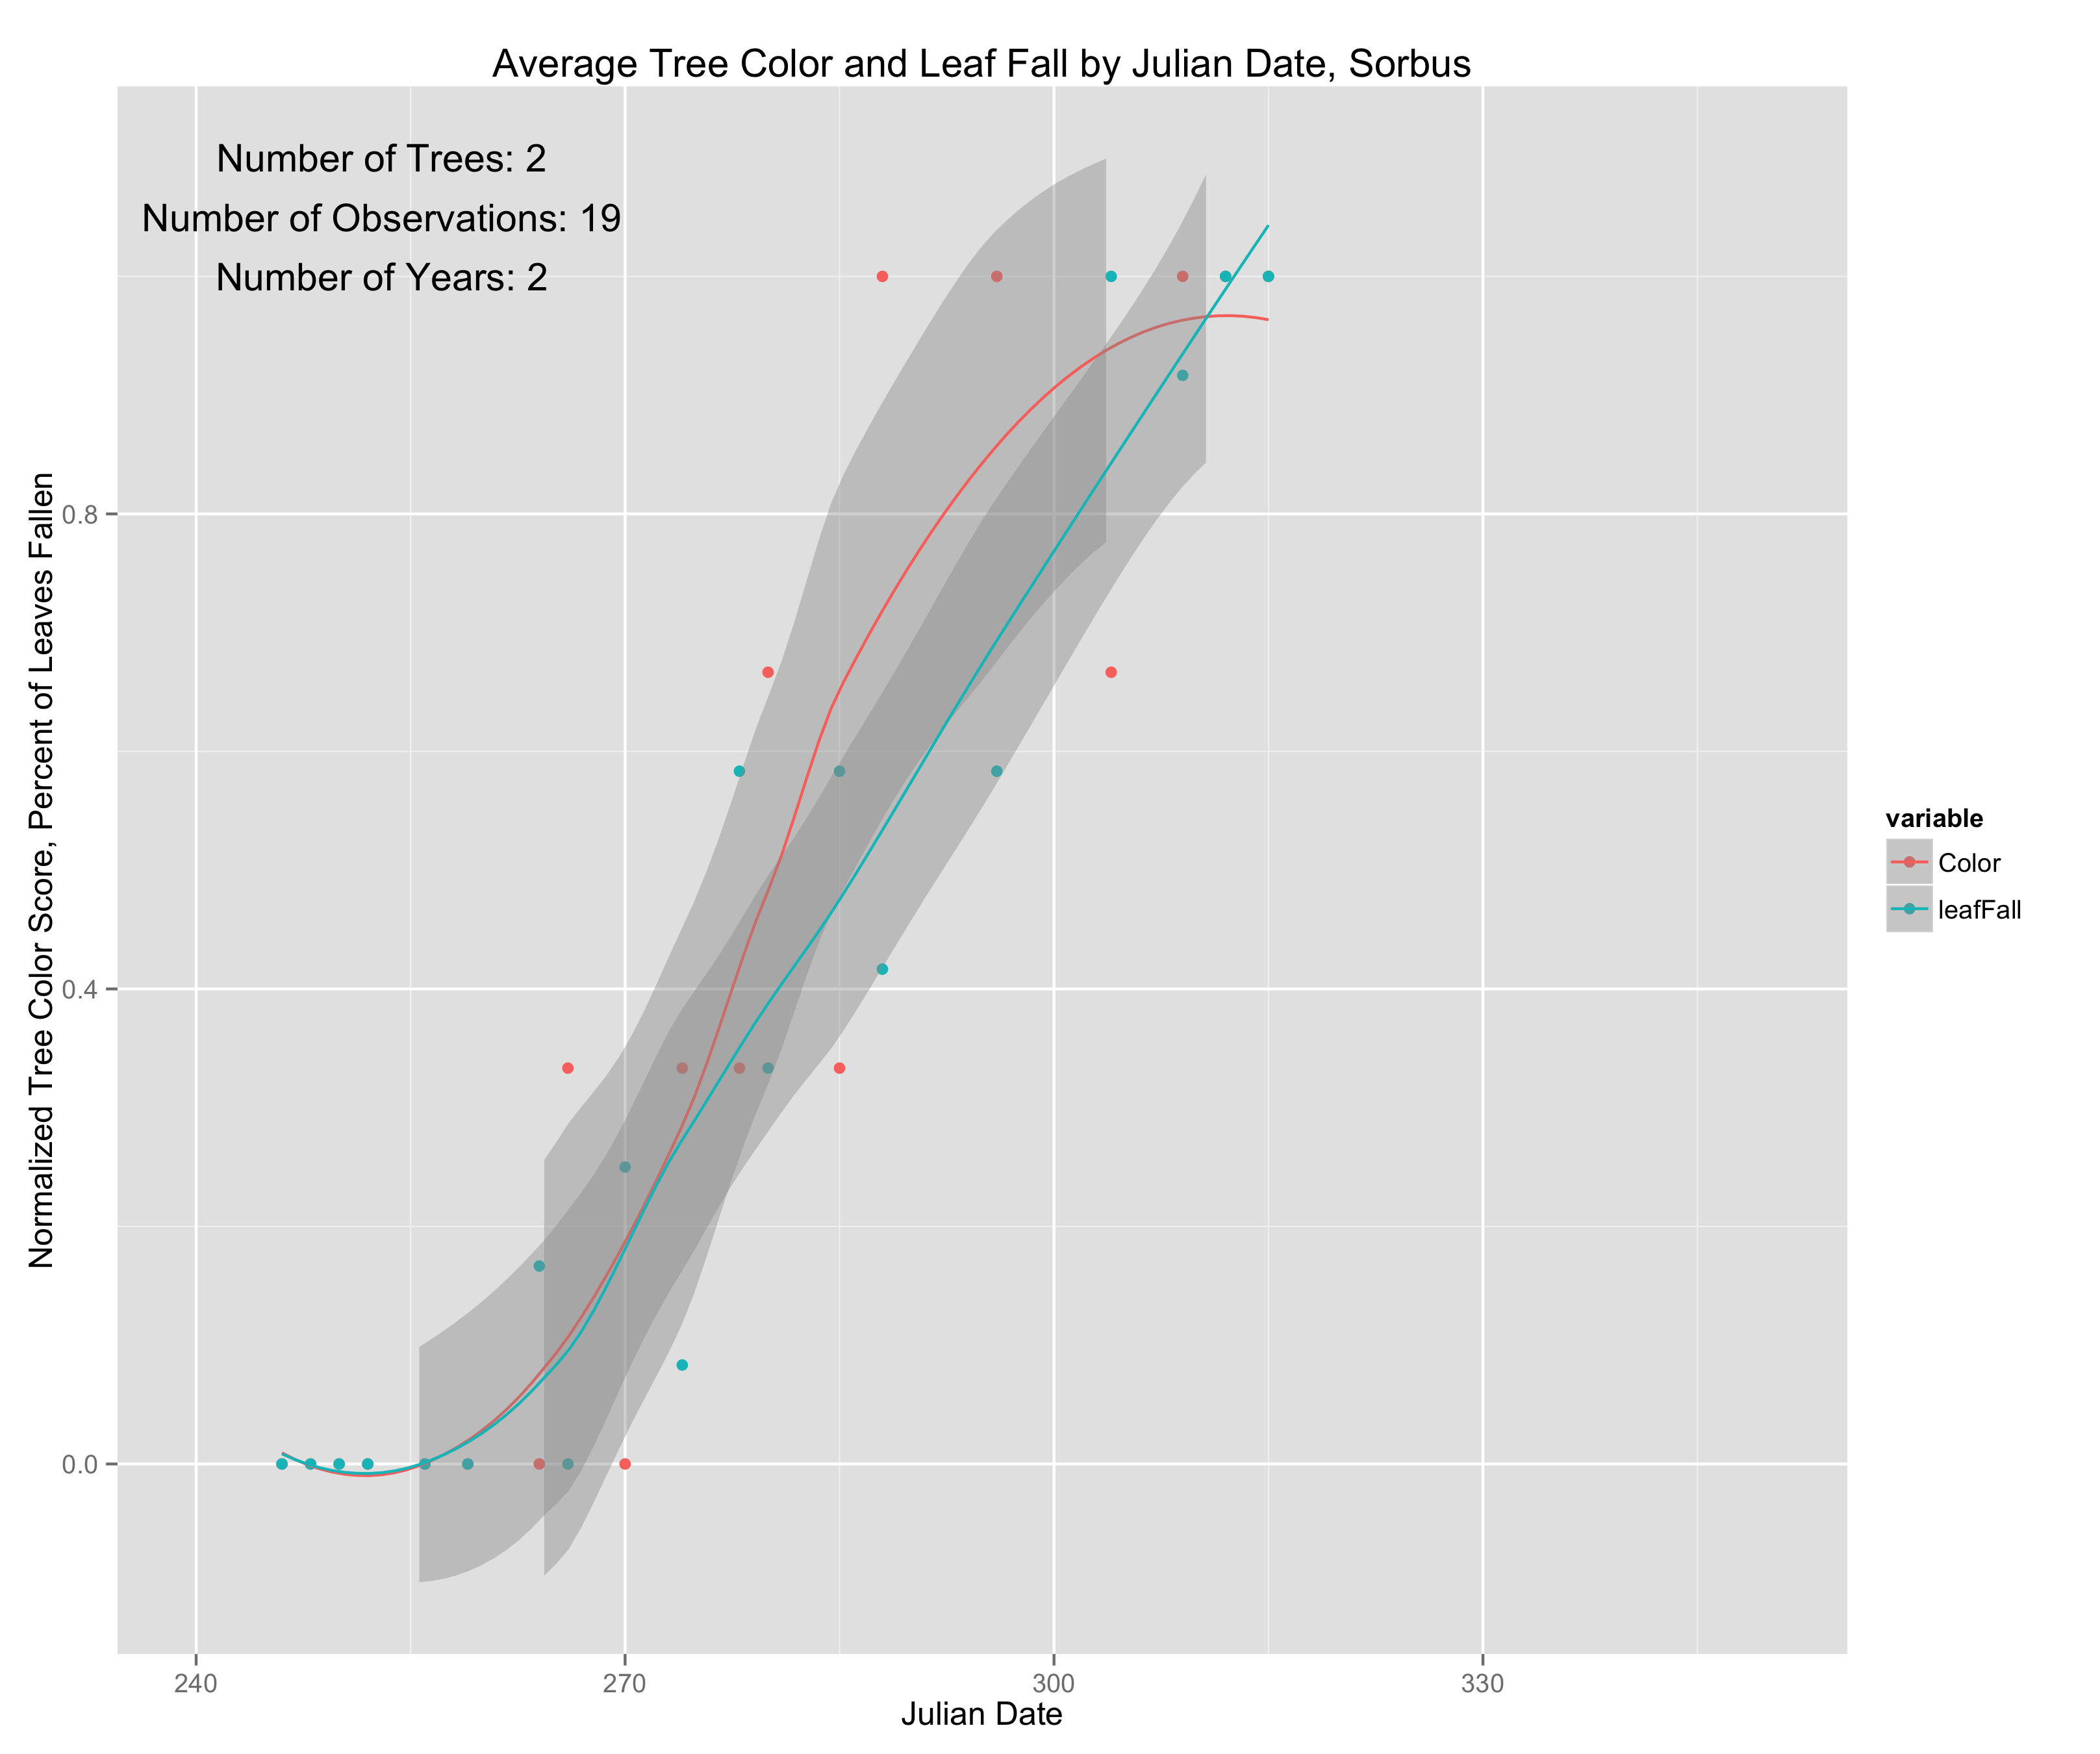 Average Tree Color and Leaf Fall by Julian Date, Sorbus
Number of Trees: 2
Number of Observations: 19
Number of Years: 2
Normalized Tree Color Score, Percent of Leaves Fallen
0.8
0.4
0.0
240
270
300
330
Julian Date
variable
Color
leafFall